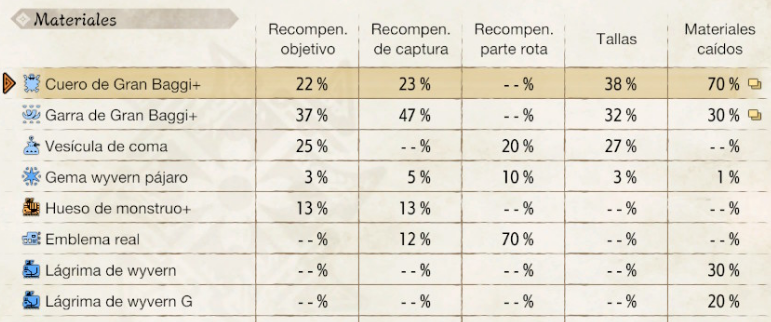 Materiales
Recompen. objetivo Recompen. de captura Recompen. parte rota Tallas Materiales caídos
Cuero de Gran Baggi+ 22 % 23 % - - % 38 % 70 %
Garra de Gran Baggi+ 37 % 47 % - - % 32 % 30 %
Vesícula de coma 25 % - - % 20 % 27 % - - %
Gema wyvern pájaro 3 % 5 % 10 % 3 % 1 %
Hueso de monstruo+ 13 % 13 % - - % - - % - - %
Emblema real - - % 12 % 70 % - - % - - %
Lágrima de wyvern - - % - - % - - % - - % 30 %
Lágrima de wyvern G - - % - - % - - % - - % 20 %